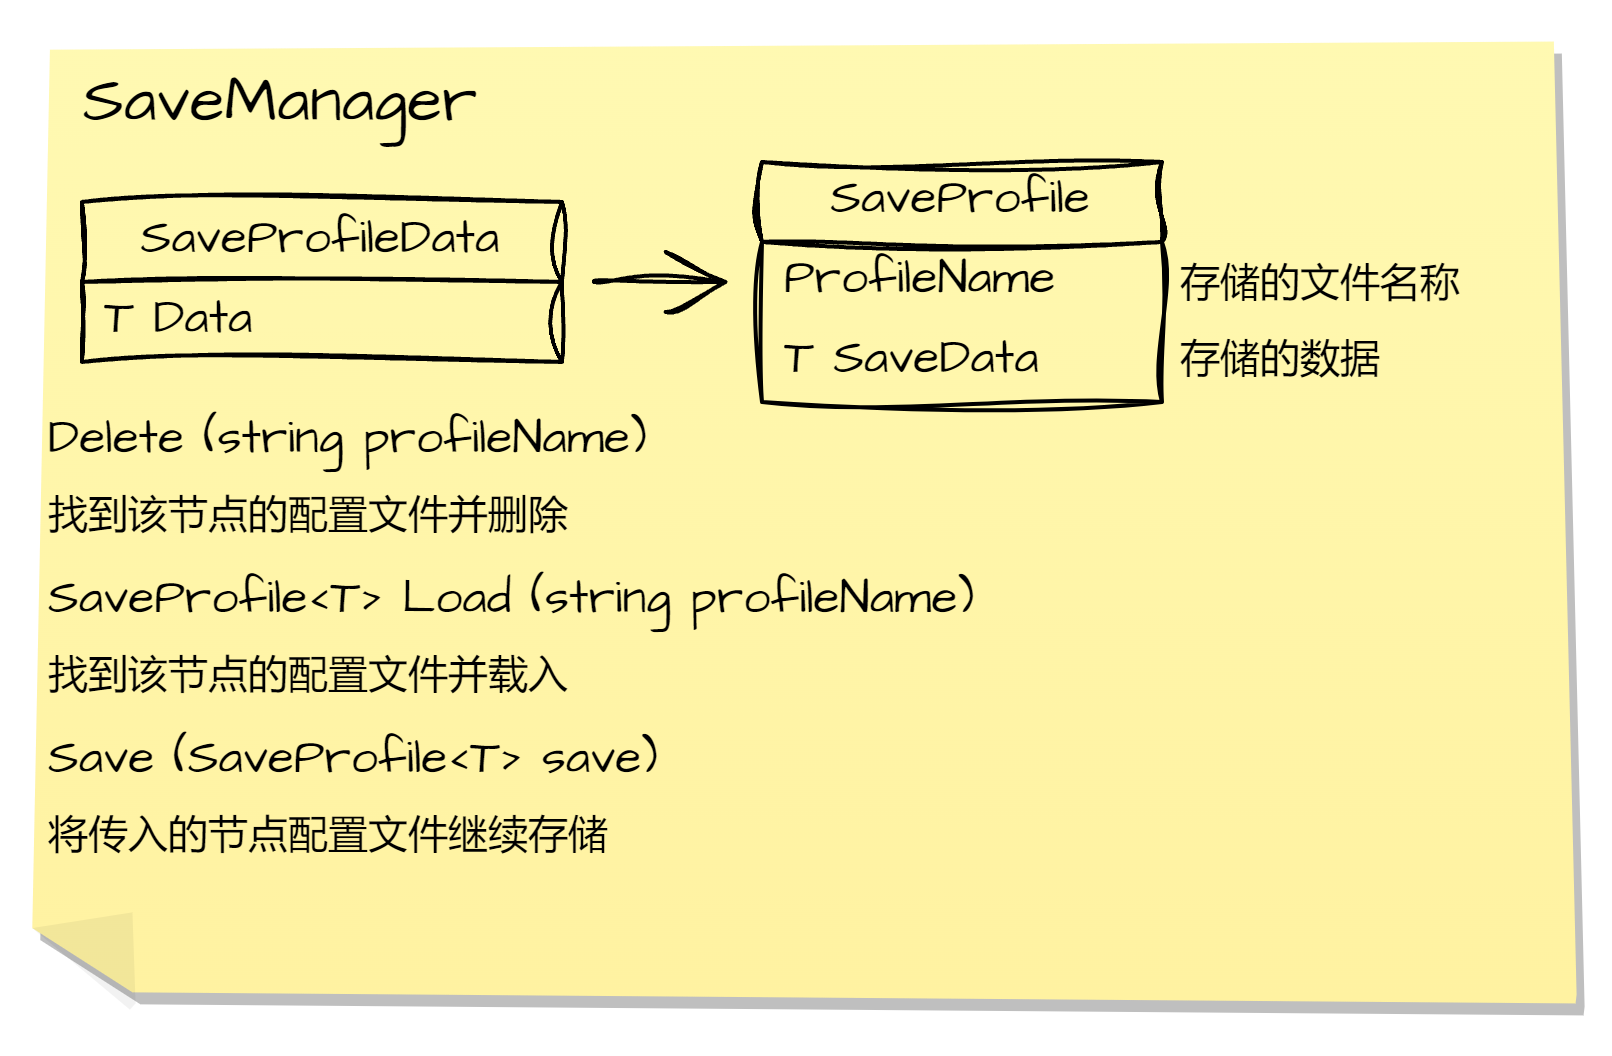 SaveManager
SaveProfileData
T Data
SaveProfile
ProfileName
存储的文件名称
T SaveData
存储的数据
Delete (string profileName)
找到该节点的配置文件并删除
SaveProfile<T> Load (string profileName)
找到该节点的配置文件并载入
Save (SaveProfile<T> save)
将传入的节点配置文件继续存储